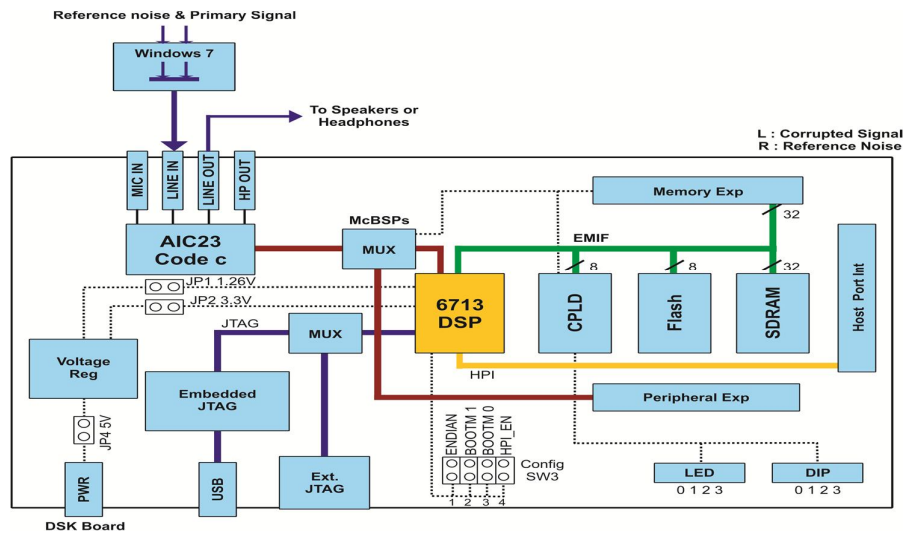 Reference noise & Primary Signal
Windows 7
To Speakers or
Headphones
L : Corrupted Signal
R : Reference Noise
MIC IN
LINE IN
LINE OUT
HP OUT
McBSPs
Memory Exp
32
AIC23
Code c
MUX
EMIF
8
8
32
JP1 1.26V
JP2 3.3V
6713
DSP
CPLD
Flash
SDRAM
Host Port Int
JTAG
MUX
Voltage
Reg
HPI
Embedded
JTAG
Peripheral Exp
JP4 5V
ENDIAN
BOOTM 1
BOOTM 0
HPI_EN
Config
SW3
1 2 3 4
PWR
USB
Ext.
JTAG
LED
0 1 2 3
DIP
0 1 2 3
DSK Board